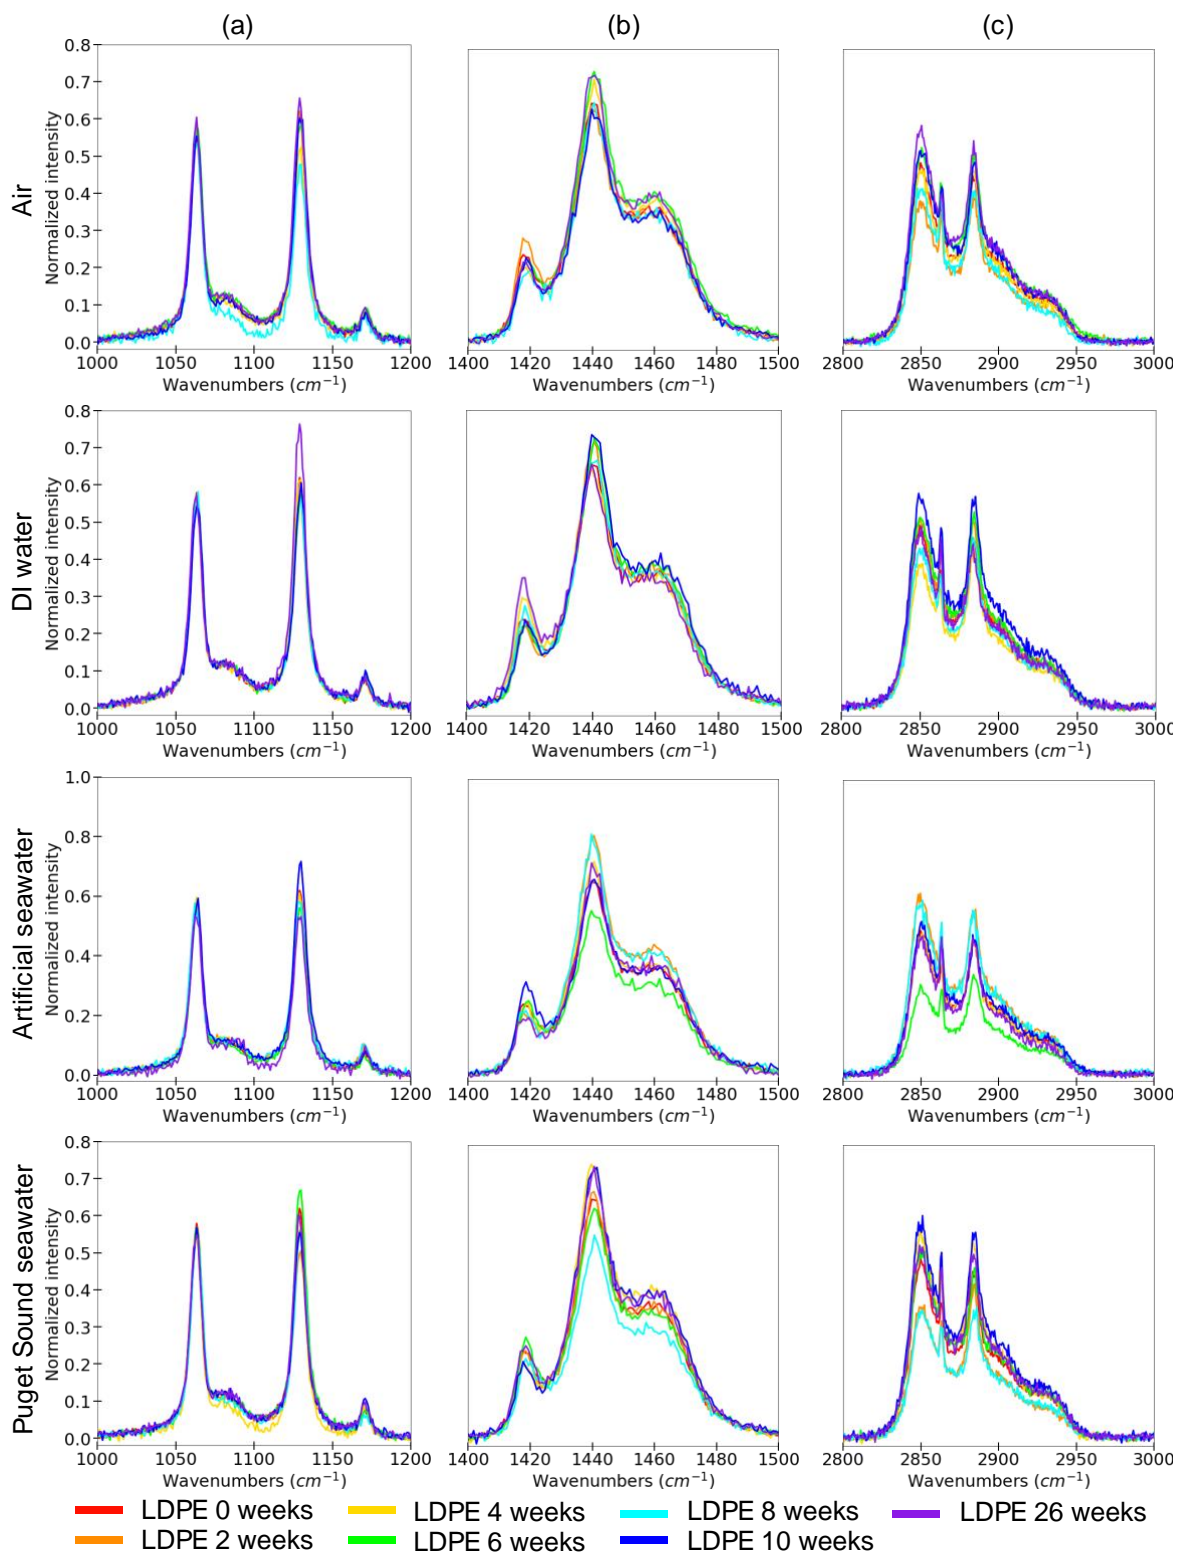 (a) (b) (c)
Air
Normalized intensity
0.8
0.7
0.6
0.5
0.4
0.3
0.2
0.1
0.0
1000 1050 1100 1150 1200
Wavenumbers (cm⁻¹)
1400 1420 1440 1460 1480 1500
Wavenumbers (cm⁻¹)
2800 2850 2900 2950 3000
Wavenumbers (cm⁻¹)
DI water
Normalized intensity
0.8
0.7
0.6
0.5
0.4
0.3
0.2
0.1
0.0
1000 1050 1100 1150 1200
Wavenumbers (cm⁻¹)
1400 1420 1440 1460 1480 1500
Wavenumbers (cm⁻¹)
2800 2850 2900 2950 3000
Wavenumbers (cm⁻¹)
Artificial seawater
Normalized intensity
1.0
0.8
0.6
0.4
0.2
0.0
1000 1050 1100 1150 1200
Wavenumbers (cm⁻¹)
1400 1420 1440 1460 1480 1500
Wavenumbers (cm⁻¹)
2800 2850 2900 2950 3000
Wavenumbers (cm⁻¹)
Puget Sound seawater
Normalized intensity
0.8
0.7
0.6
0.5
0.4
0.3
0.2
0.1
0.0
1000 1050 1100 1150 1200
Wavenumbers (cm⁻¹)
1400 1420 1440 1460 1480 1500
Wavenumbers (cm⁻¹)
2800 2850 2900 2950 3000
Wavenumbers (cm⁻¹)
LDPE 0 weeks LDPE 4 weeks LDPE 8 weeks LDPE 26 weeks
LDPE 2 weeks LDPE 6 weeks LDPE 10 weeks